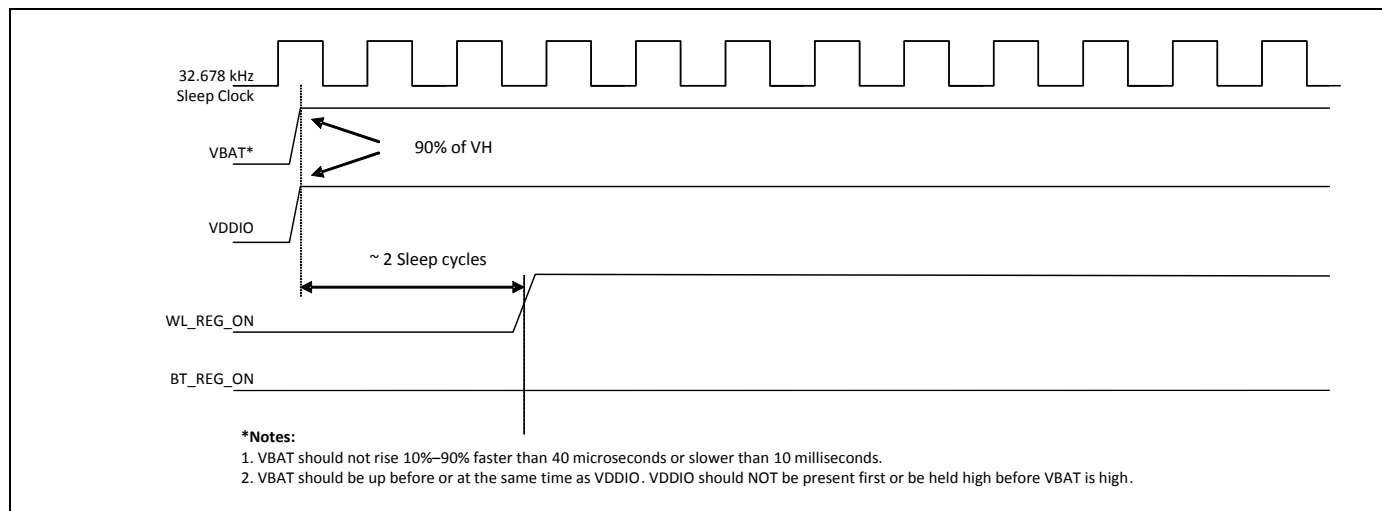 32.678 kHz
Sleep Clock
VBAT*
90% of VH
VDDIO
~ 2 Sleep cycles
WL_REG_ON
BT_REG_ON
*Notes:
1. VBAT should not rise 10%–90% faster than 40 microseconds or slower than 10 milliseconds.
2. VBAT should be up before or at the same time as VDDIO. VDDIO should NOT be present first or be held high before VBAT is high.